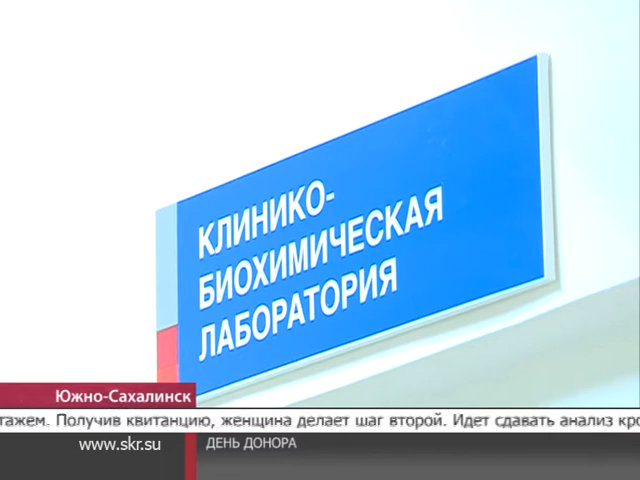 КЛИНИКО-
БИОХИМИЧЕСКАЯ
ЛАБОРАТОРИЯ
Южно-Сахалинск
тажем. Получив квитанцию, женщина делает шаг второй. Идет сдавать анализ кро
www.skr.su
ДЕНЬ ДОНОРА